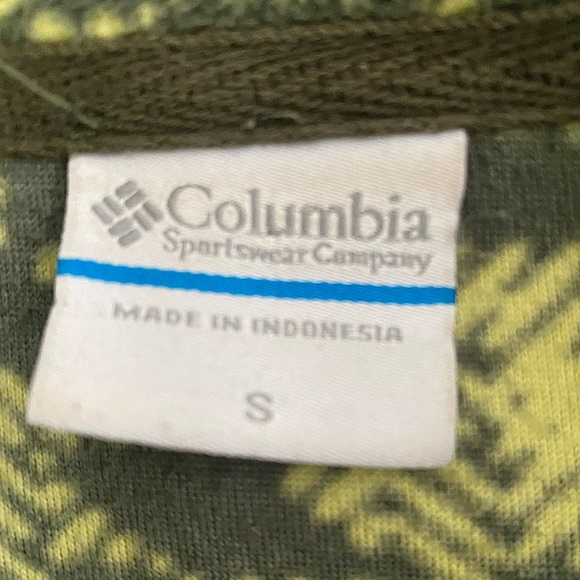 Columbia
Sportswear Company
MADE IN INDONESIA
S